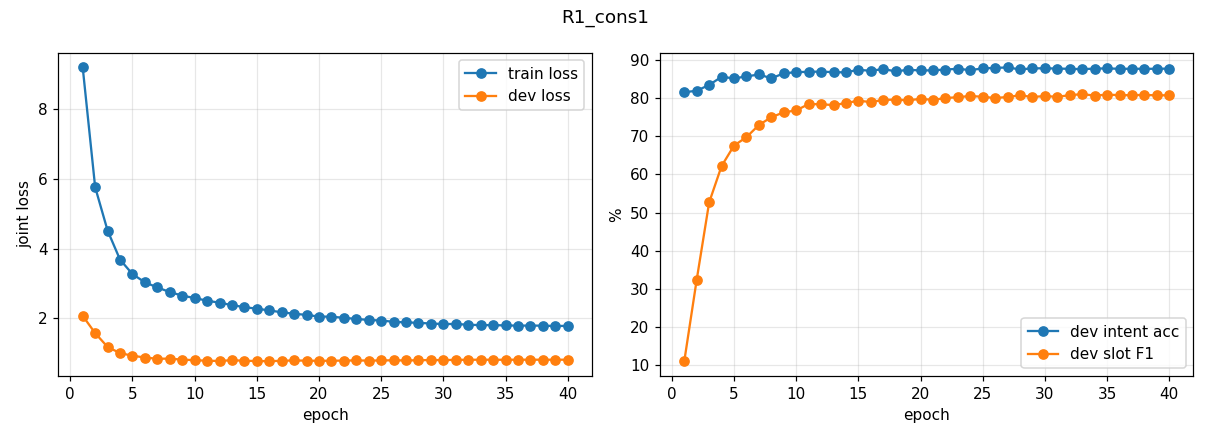 R1_cons1
joint loss
8
6
4
2
train loss
dev loss
0 5 10 15 20 25 30 35 40
epoch
%
90
80
70
60
50
40
30
20
10
dev intent acc
dev slot F1
0 5 10 15 20 25 30 35 40
epoch